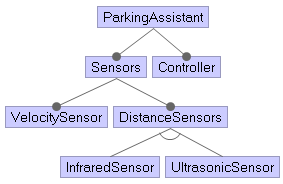 ParkingAssistant
Sensors
Controller
VelocitySensor
DistanceSensors
InfraredSensor
UltrasonicSensor